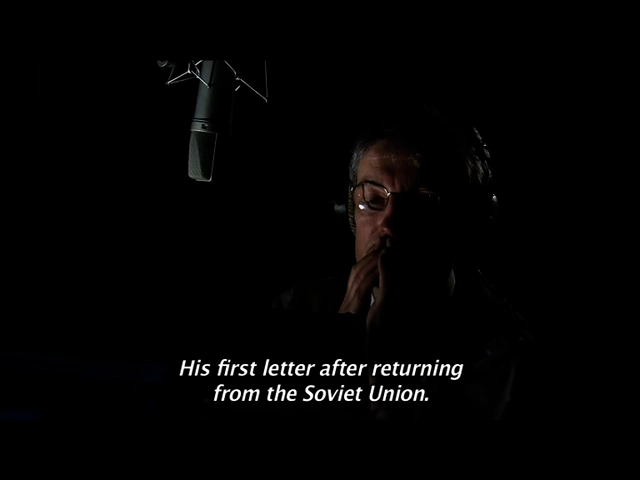 His first letter after returning
from the Soviet Union.